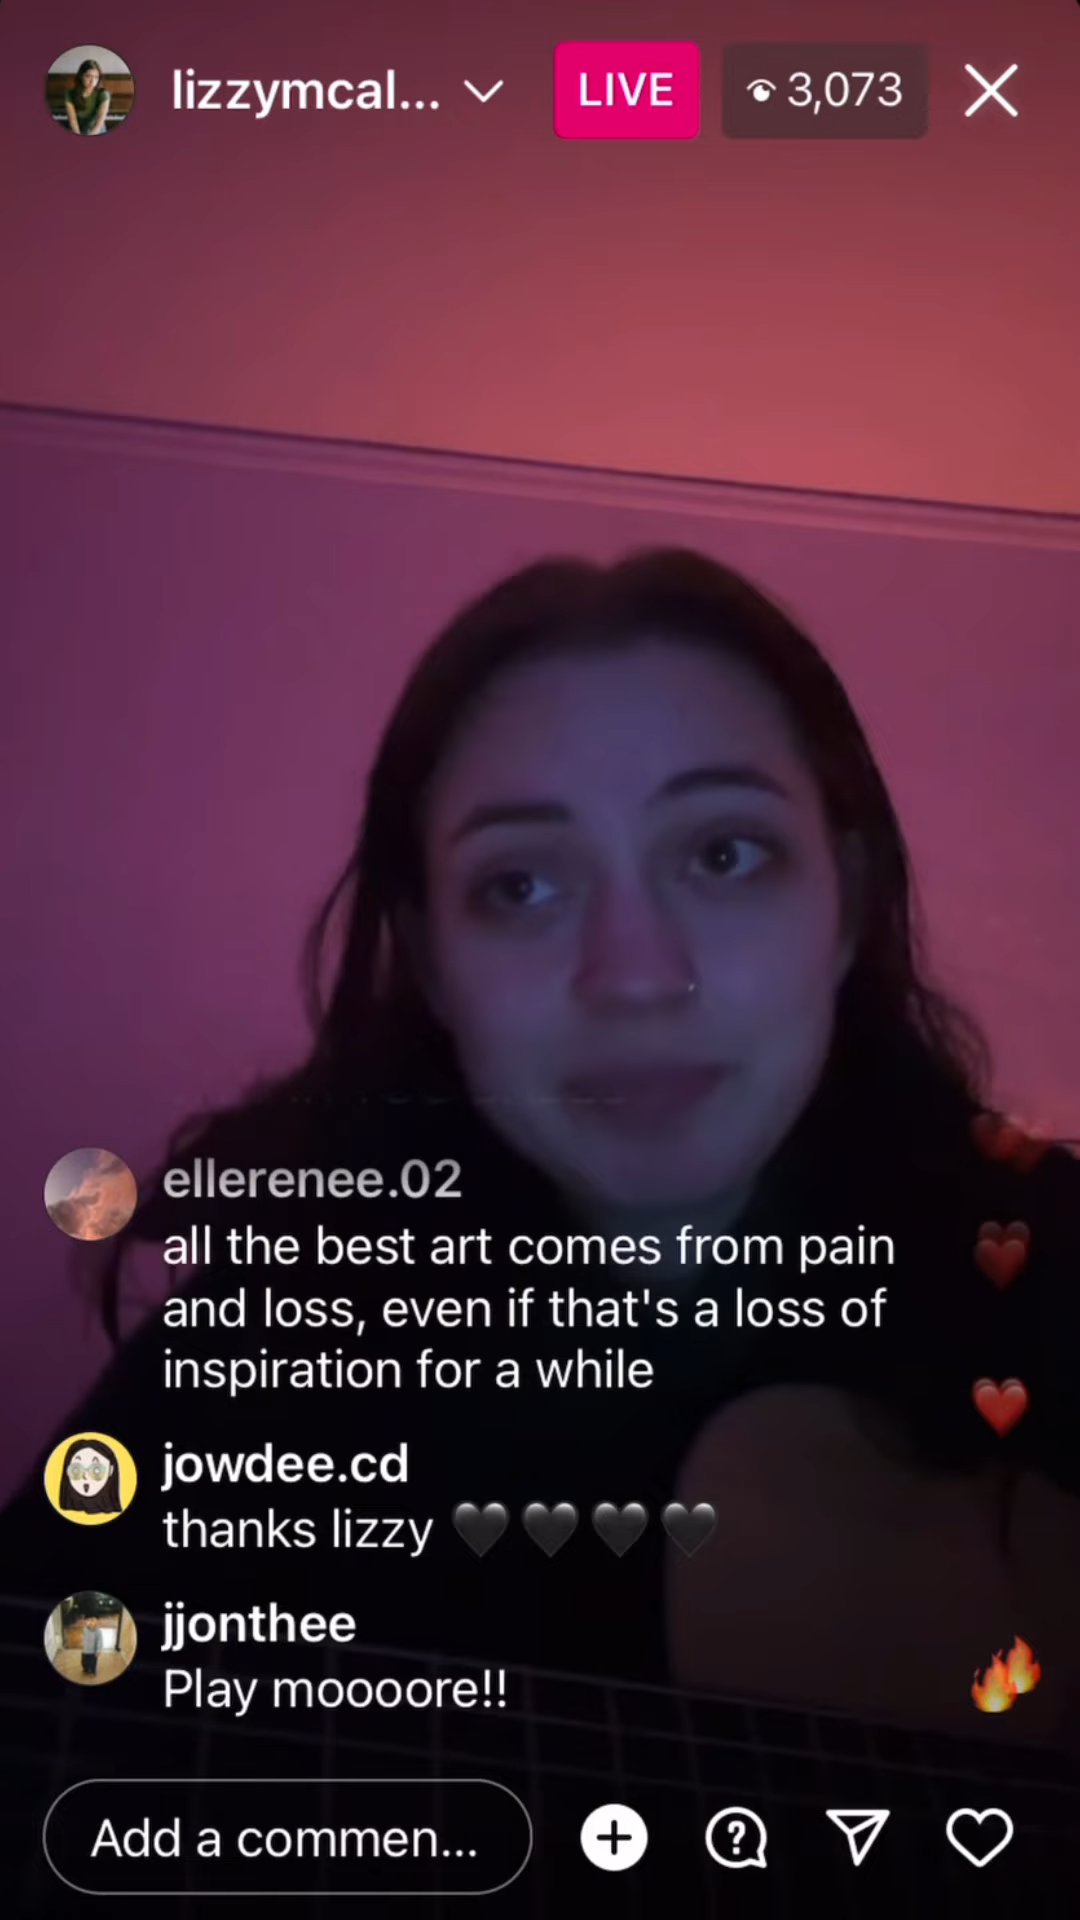 lizzymcal...
LIVE
3,073
ellerenee.02
all the best art comes from pain
and loss, even if that's a loss of
inspiration for a while
jowdee.cd
thanks lizzy 🖤🖤🖤🖤
jjonthee
Play moooore!!
Add a commen...